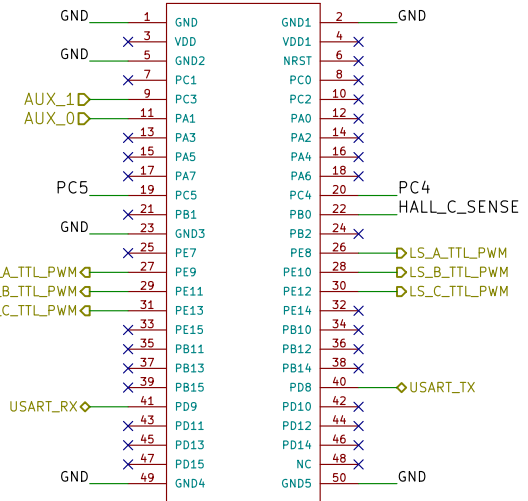 GND 1 GND GND1 2 GND
3 VDD VDD1 4
GND 5 GND2 NRST 6
7 PC1 PC0 8
AUX_1 9 PC3 PC2 10
AUX_0 11 PA1 PA0 12
13 PA3 PA2 14
15 PA5 PA4 16
17 PA7 PA6 18
PC5 19 PC5 PC4 20 PC4
21 PB1 PB0 22 HALL_C_SENSE
GND 23 GND3 PB2 24
25 PE7 PE8 26 LS_A_TTL_PWM
_A_TTL_PWM 27 PE9 PE10 28 LS_B_TTL_PWM
_B_TTL_PWM 29 PE11 PE12 30 LS_C_TTL_PWM
_C_TTL_PWM 31 PE13 PE14 32
33 PE15 PB10 34
35 PB11 PB12 36
37 PB13 PB14 38
39 PB15 PD8 40 USART_TX
USART_RX 41 PD9 PD10 42
43 PD11 PD12 44
45 PD13 PD14 46
47 PD15 NC 48
GND 49 GND4 GND5 50 GND